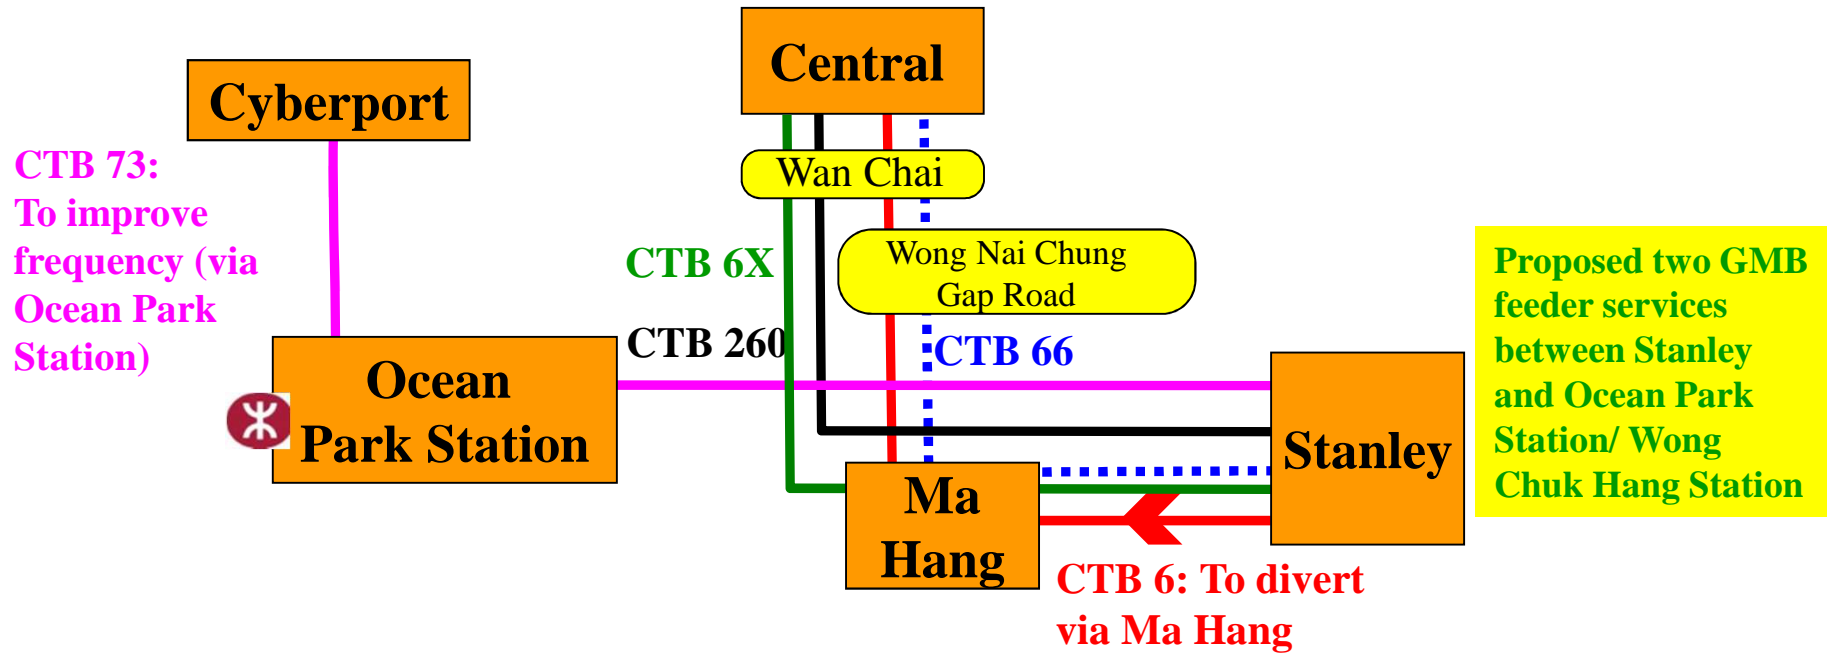 Central
Cyberport
CTB 73:
To improve
frequency (via
Ocean Park
Station)
Wan Chai
CTB 6X
Wong Nai Chung
Gap Road
CTB 260
CTB 66
Ocean
Park Station
Stanley
Ma
Hang
CTB 6: To divert
via Ma Hang
Proposed two GMB
feeder services
between Stanley
and Ocean Park
Station/ Wong
Chuk Hang Station